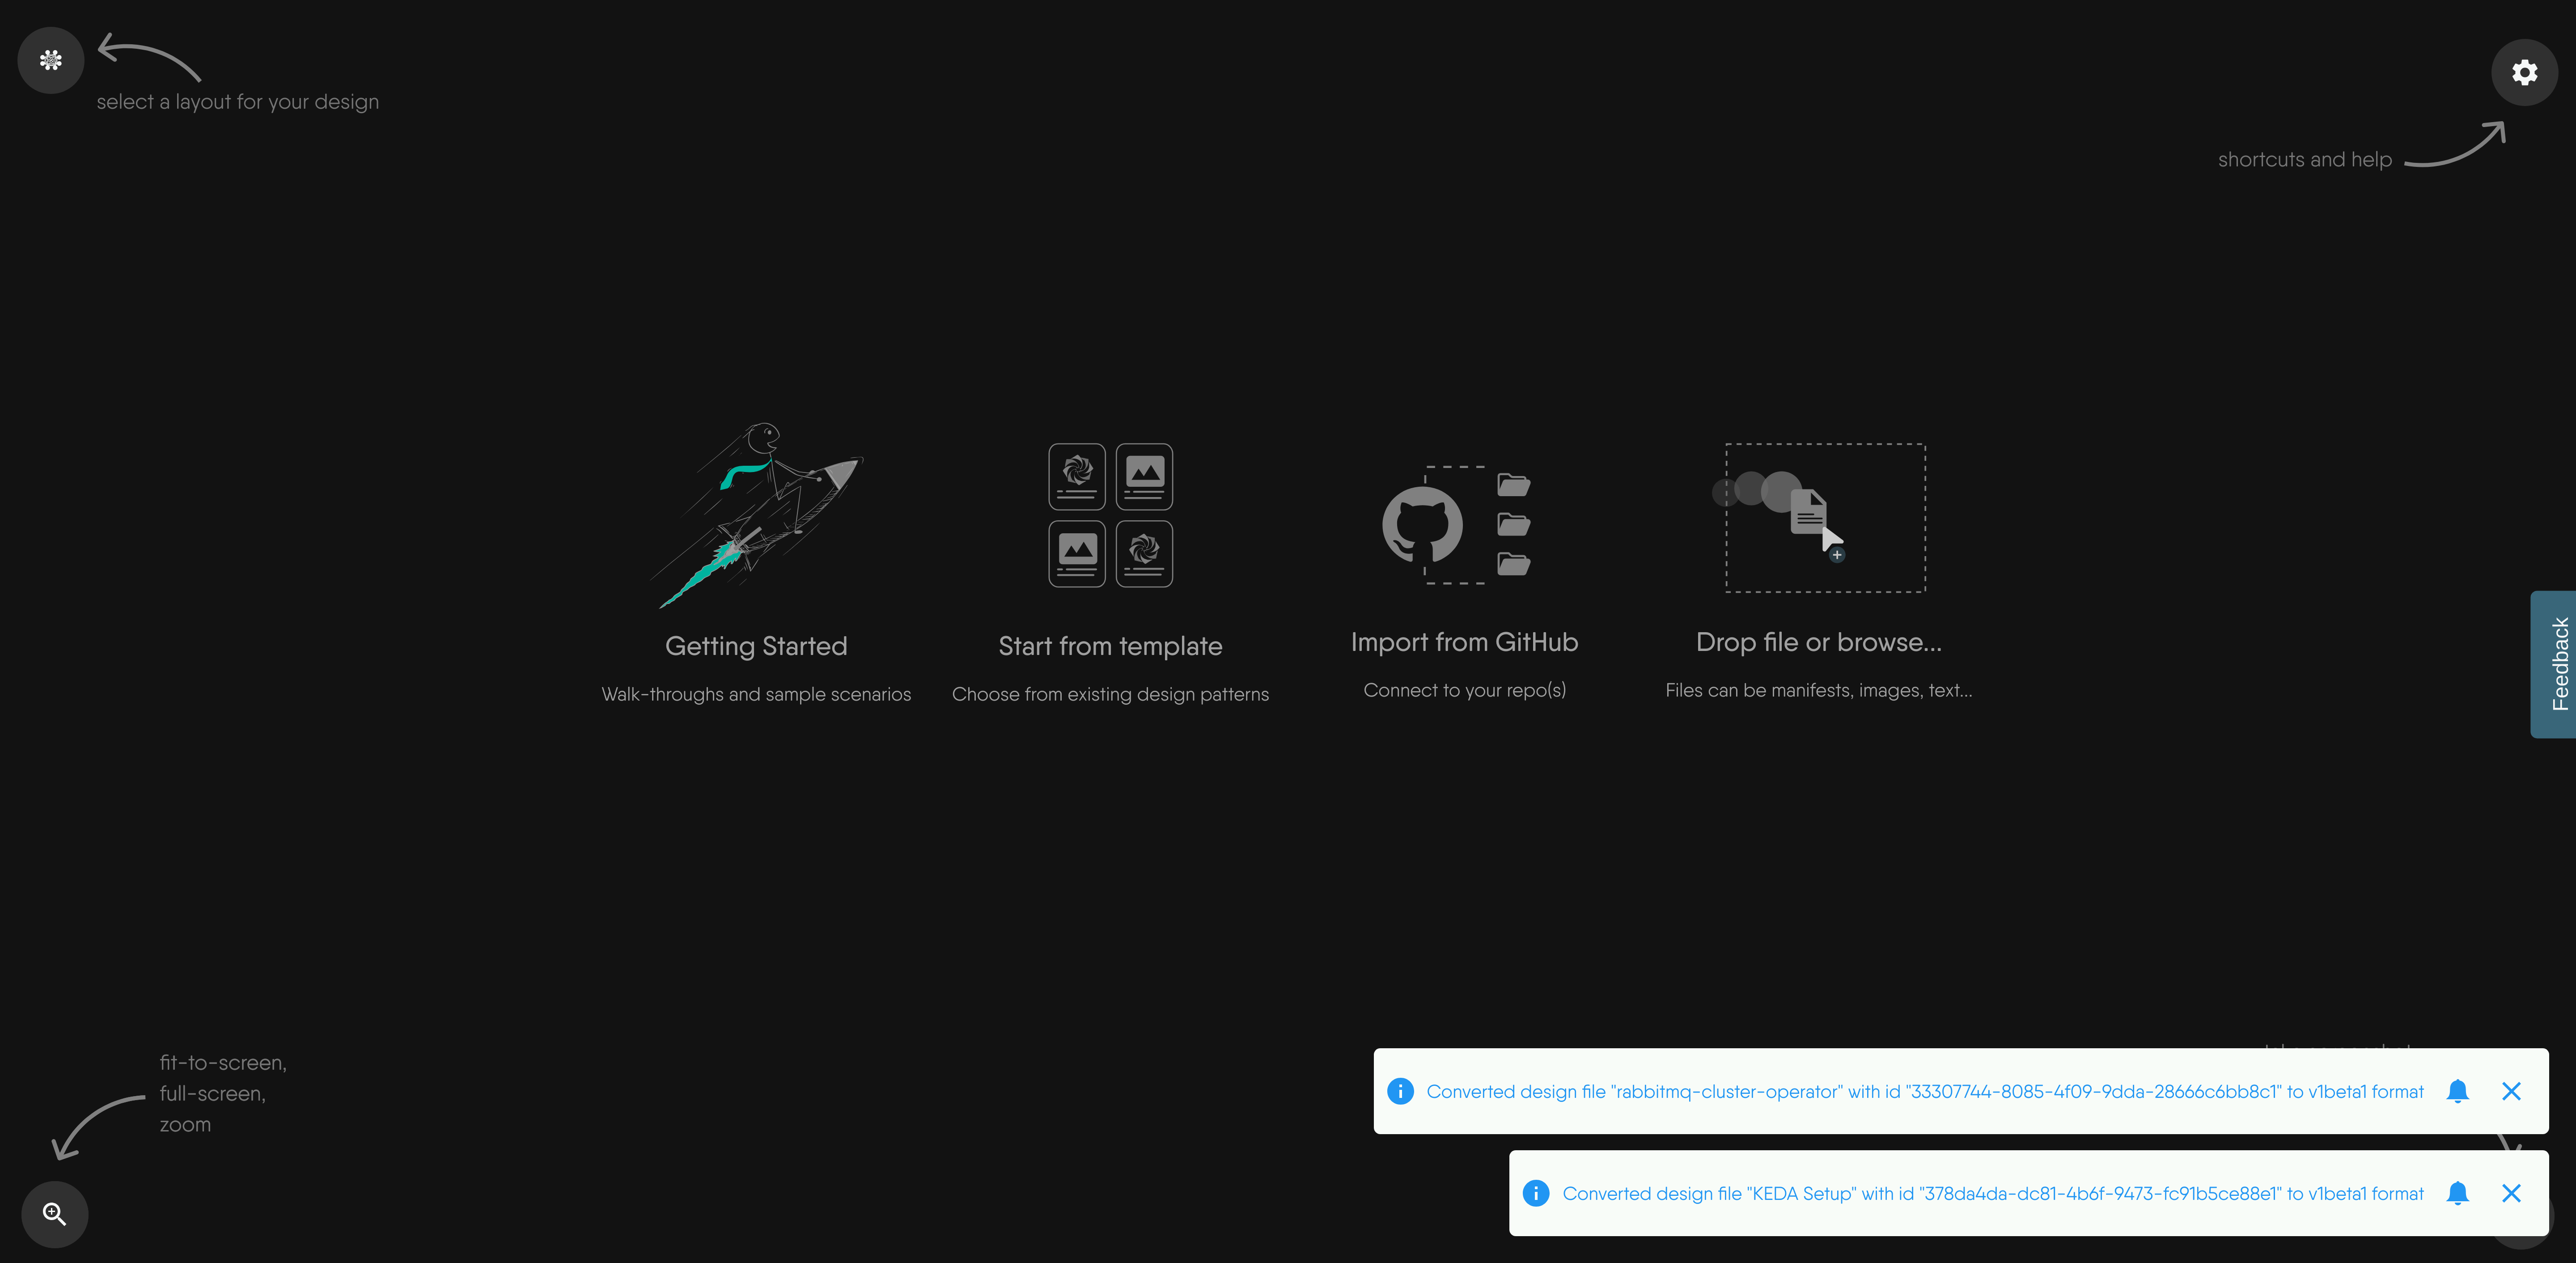 select a layout for your design
shortcuts and help
Getting Started
Walk-throughs and sample scenarios
Start from template
Choose from existing design patterns
Import from GitHub
Connect to your repo(s)
Drop file or browse...
Files can be manifests, images, text...
Feedback
fit-to-screen,
full-screen,
zoom
Converted design file "rabbitmq-cluster-operator" with id "33307744-8085-4f09-9dda-28666c6bb8c1" to v1beta1 format
Converted design file "KEDA Setup" with id "378da4da-dc81-4b6f-9473-fc91b5ce88e1" to v1beta1 format